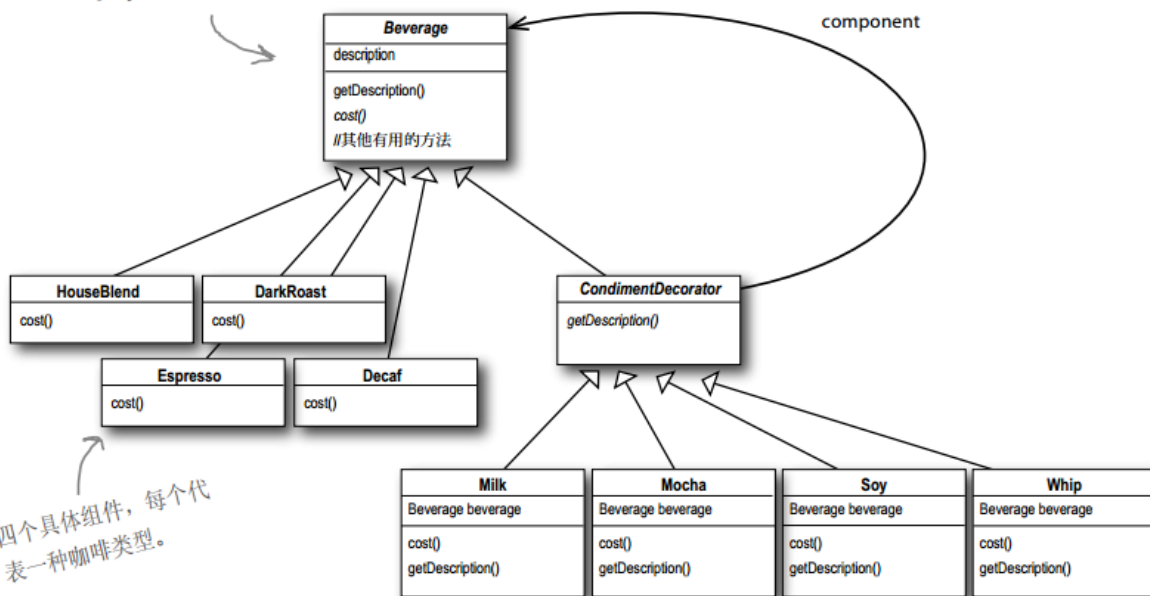 component
Beverage
description
getDescription()
cost()
//其他有用的方法
HouseBlend
cost()
DarkRoast
cost()
CondimentDecorator
getDescription()
Espresso
cost()
Decaf
cost()
四个具体组件，每个代
表一种咖啡类型。
Milk
Beverage beverage
cost()
getDescription()
Mocha
Beverage beverage
cost()
getDescription()
Soy
Beverage beverage
cost()
getDescription()
Whip
Beverage beverage
cost()
getDescription()